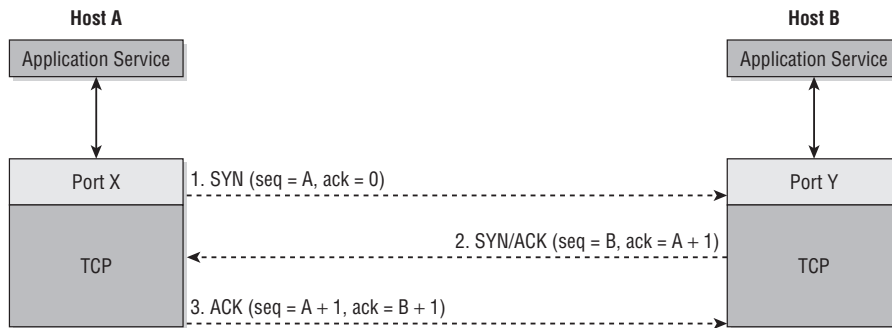 Host A
Host B
Application Service
Application Service
Port X
1. SYN (seq = A, ack = 0)
Port Y
2. SYN/ACK (seq = B, ack = A + 1)
TCP
TCP
3. ACK (seq = A + 1, ack = B + 1)